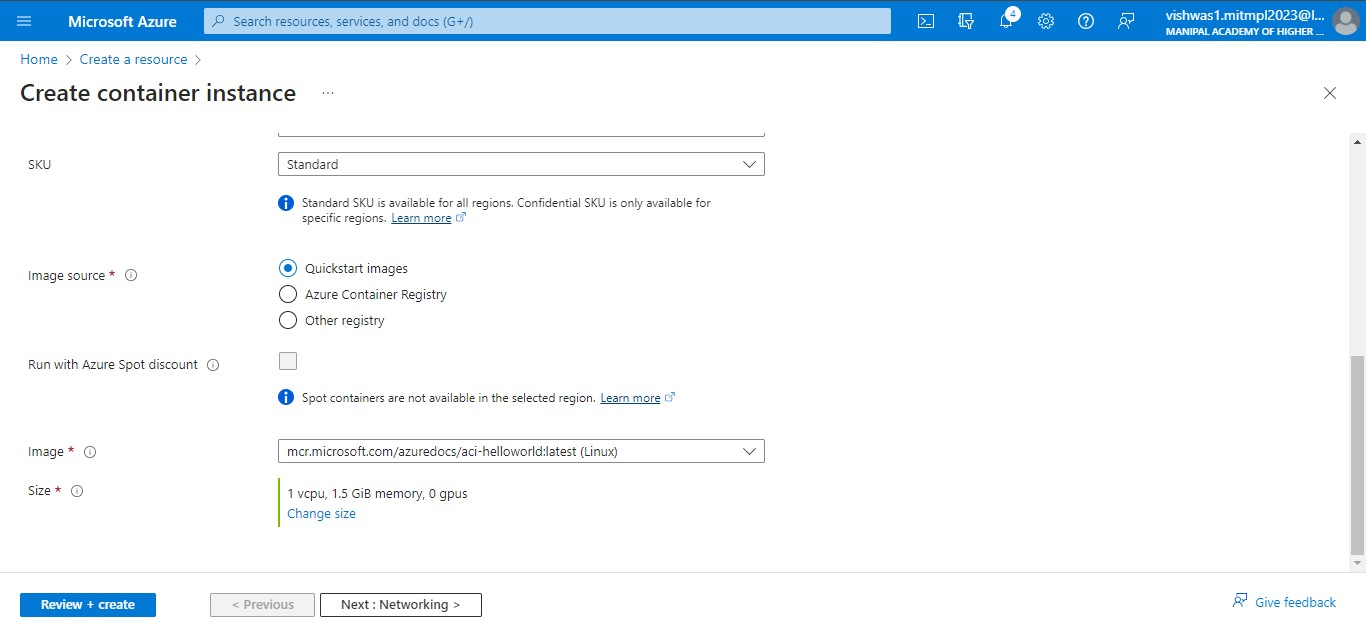 Microsoft Azure
Search resources, services, and docs (G+/)
4
vishwas1.mitmpl2023@l...
MANIPAL ACADEMY OF HIGHER ...
Home > Create a resource >
Create container instance ...
SKU
Standard
Standard SKU is available for all regions. Confidential SKU is only available for
specific regions. Learn more
Image source *
Quickstart images
Azure Container Registry
Other registry
Run with Azure Spot discount
Spot containers are not available in the selected region. Learn more
Image *
mcr.microsoft.com/azuredocs/aci-helloworld:latest (Linux)
Size *
1 vcpu, 1.5 GiB memory, 0 gpus
Change size
Review + create
< Previous
Next : Networking >
Give feedback